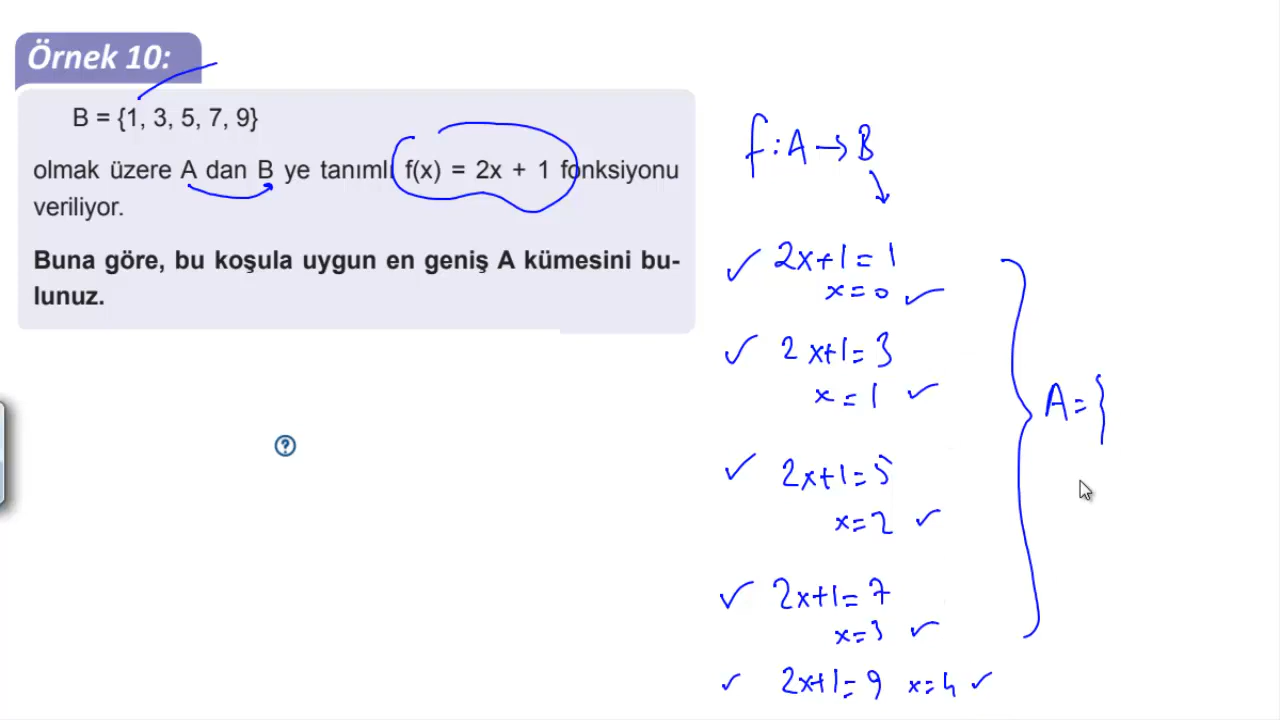 Örnek 10:
B = {1, 3, 5, 7, 9}
olmak üzere A dan B ye tanımlı f(x) = 2x + 1 fonksiyonu
veriliyor.
Buna göre, bu koşula uygun en geniş A kümesini bu-
lunuz.
f : A → B
2x+1 = 1
x = 0
2x+1 = 3
x = 1
2x+1 = 5
x = 2
2x+1 = 7
x = 3
2x+1 = 9 x = 4
A = {